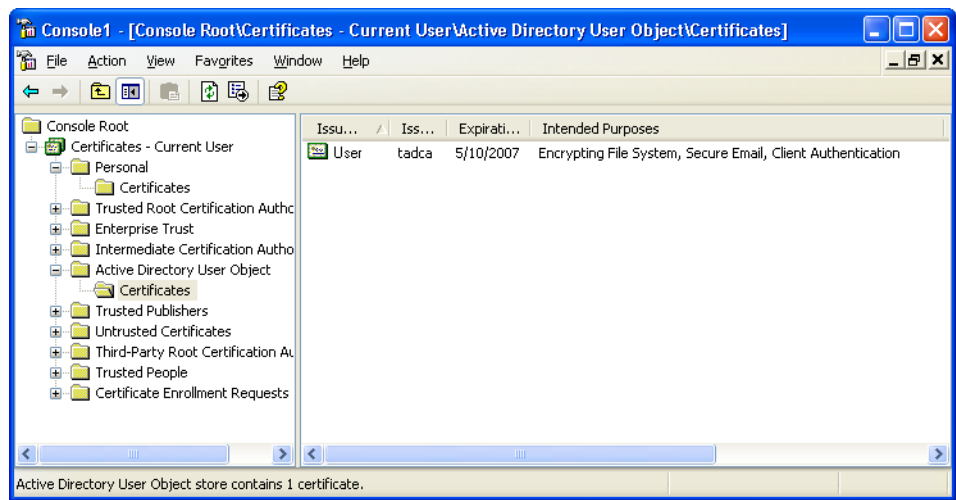 Console1 - [Console Root\Certificates - Current User\Active Directory User Object\Certificates]
File Action View Favorites Window Help
Console Root
Certificates - Current User
Personal
Certificates
Trusted Root Certification Authc
Enterprise Trust
Intermediate Certification Autho
Active Directory User Object
Certificates
Trusted Publishers
Untrusted Certificates
Third-Party Root Certification Au
Trusted People
Certificate Enrollment Requests
Issu... Iss... Expirati... Intended Purposes
User tadca 5/10/2007 Encrypting File System, Secure Email, Client Authentication
Active Directory User Object store contains 1 certificate.